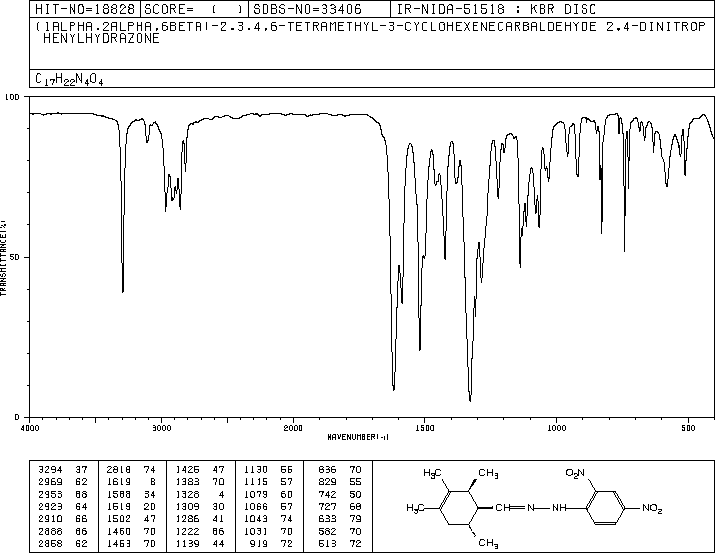 HIT-NO=18828 SCORE= ( ) SDBS-NO=33406 IR-NIDA-51518 : KBR DISC
(1ALPHA,2ALPHA,6BETA)-2,3,4,6-TETRAMETHYL-3-CYCLOHEXENECARBALDEHYDE 2,4-DINITROP
HENYLHYDRAZONE
C17H22N4O4
100
50
0
TRANSMITTANCE(%)
4000 3000 2000 1500 1000 500
WAVENUMBER(-1)
3294 37 2818 74 1425 47 1130 55 836 70
2969 62 1619 8 1383 70 1115 57 829 55
2953 68 1588 34 1328 4 1079 60 742 50
2923 64 1519 20 1309 30 1066 57 727 68
2910 66 1502 47 1286 41 1043 74 633 79
2888 66 1460 70 1222 66 1031 70 582 70
2858 62 1453 70 1139 44 919 72 513 72
H3C CH3 O2N
H3C CH N NH NO2
CH3